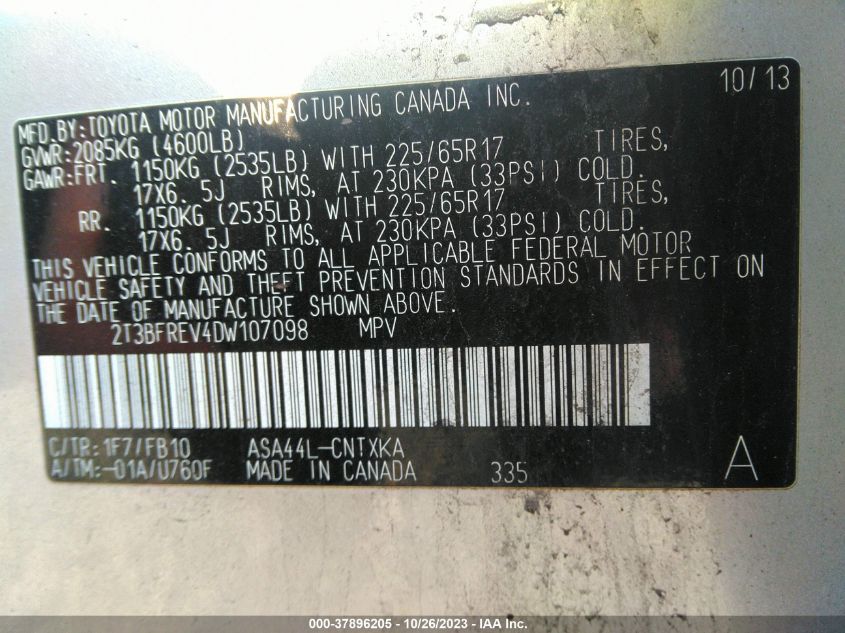 10/13
MFD.BY:TOYOTA MOTOR MANUFACTURING CANADA INC.
GVWR:2085KG (4600LB)
GAWR:FRT. 1150KG (2535LB) WITH 225/65R17 TIRES,
17X6. 5J RIMS, AT 230KPA (33PSI) COLD.
RR. 1150KG (2535LB) WITH 225/65R17 TIRES,
17X6. 5J RIMS, AT 230KPA (33PSI) COLD.
THIS VEHICLE CONFORMS TO ALL APPLICABLE FEDERAL MOTOR
VEHICLE SAFETY AND THEFT PREVENTION STANDARDS IN EFFECT ON
THE DATE OF MANUFACTURE SHOWN ABOVE.
2T3BFREV4DW107098 MPV
C/TR:1F7/FB10 ASA44L-CNTXKA
A/TM:-01A/U760F MADE IN CANADA 335 A
000-37896205 - 10/26/2023 - IAA Inc.